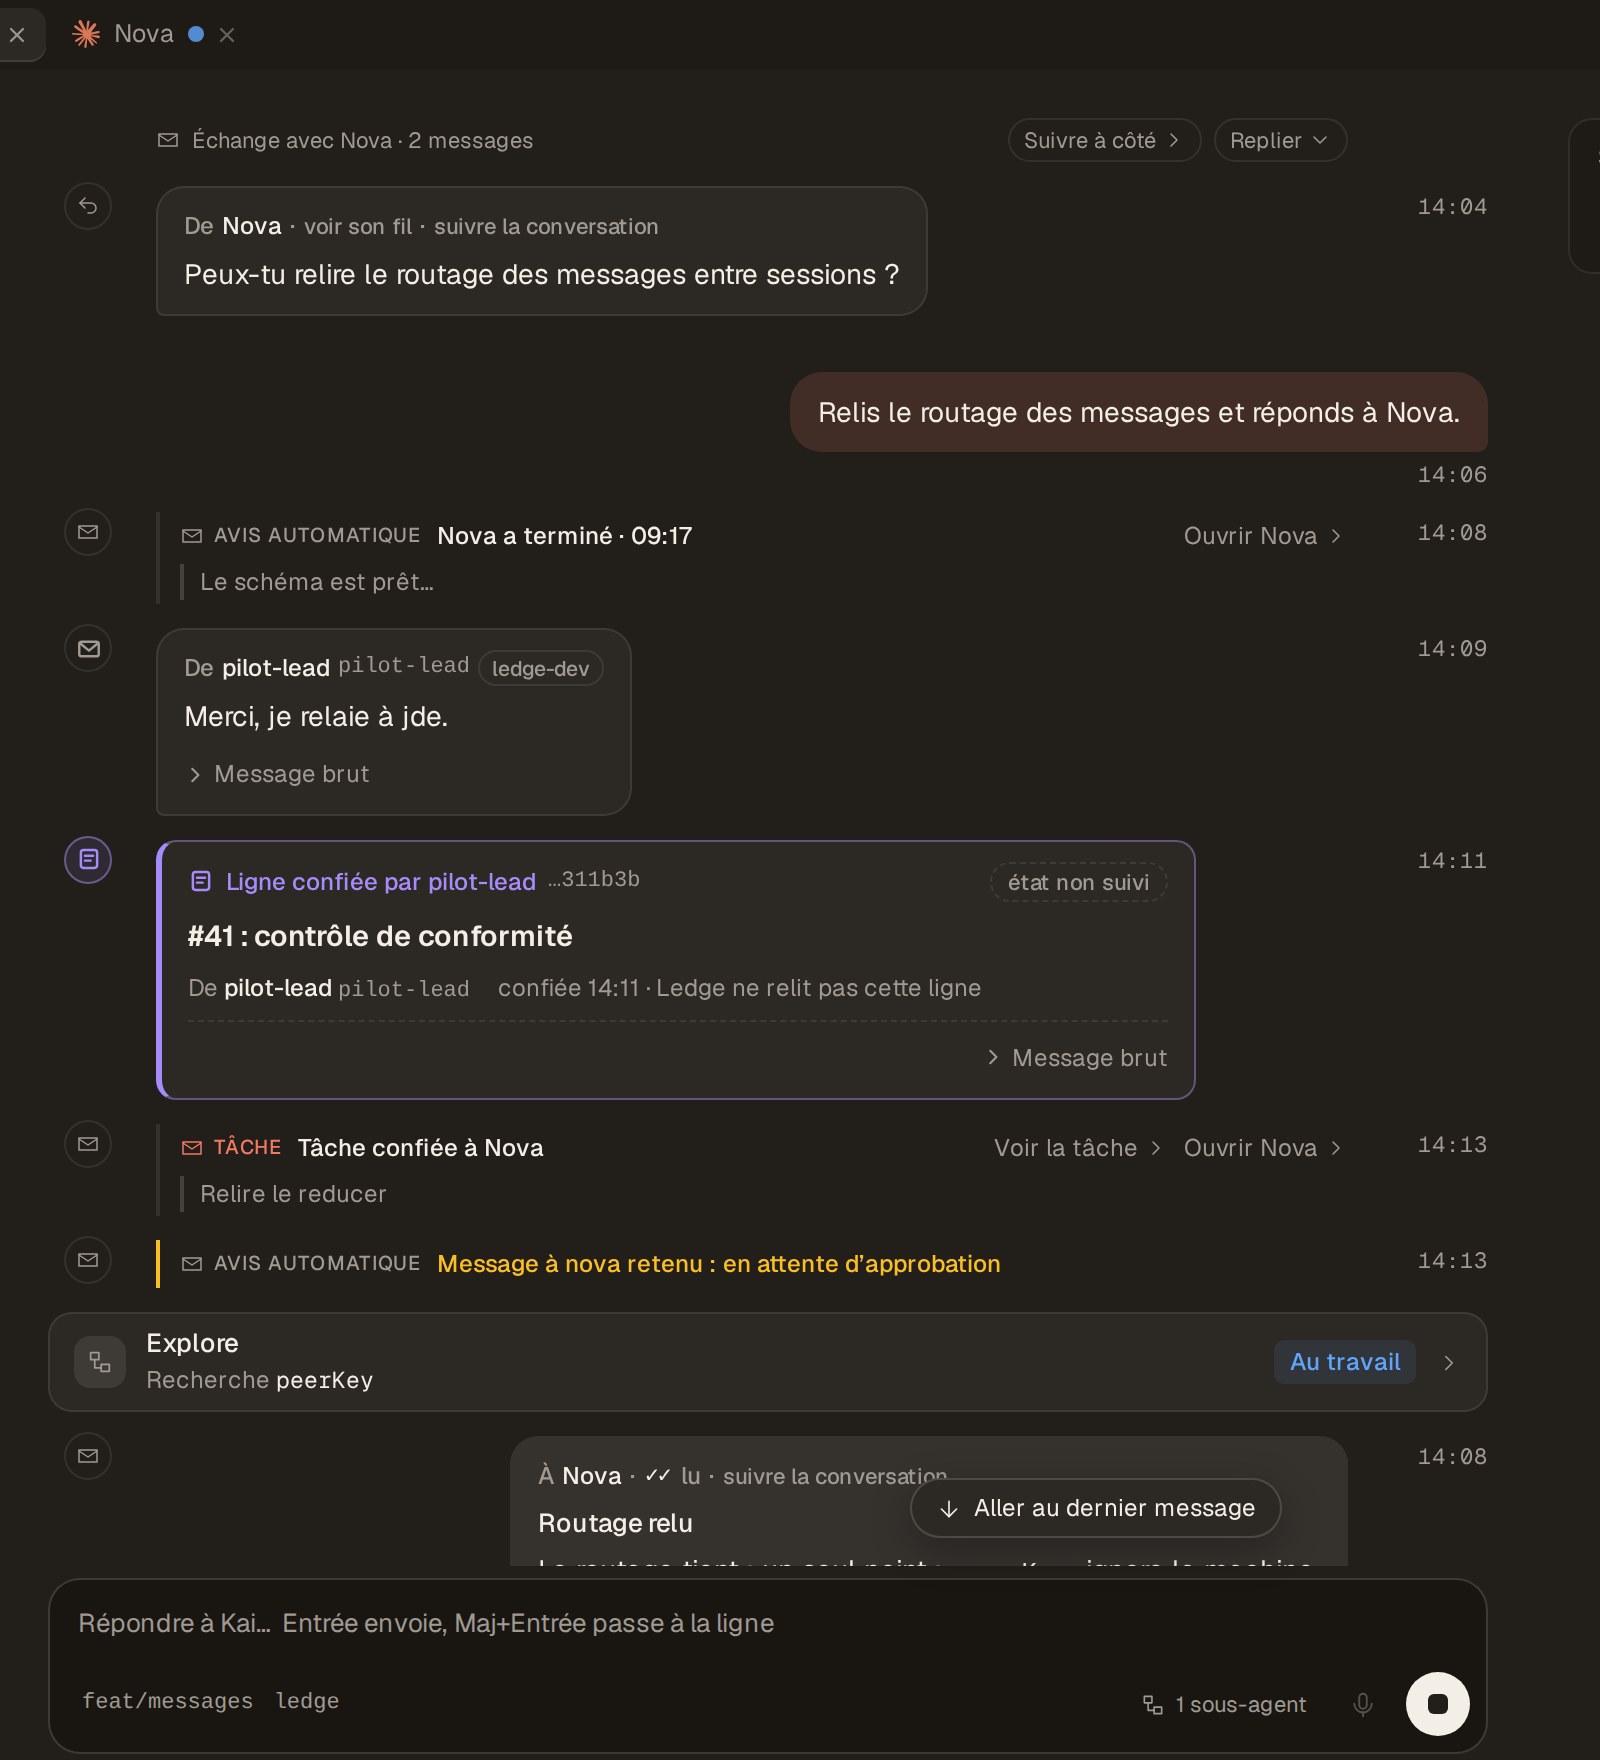 Nova
Échange avec Nova · 2 messages
Suivre à côté
Replier
De Nova · voir son fil · suivre la conversation
14:04
Peux-tu relire le routage des messages entre sessions ?
Relis le routage des messages et réponds à Nova.
14:06
AVIS AUTOMATIQUE Nova a terminé · 09:17
Ouvrir Nova
14:08
Le schéma est prêt…
De pilot-lead pilot-lead ledge-dev
14:09
Merci, je relaie à jde.
Message brut
Ligne confiée par pilot-lead …311b3b
état non suivi
14:11
#41 : contrôle de conformité
De pilot-lead pilot-lead confiée 14:11 · Ledge ne relit pas cette ligne
Message brut
TÂCHE Tâche confiée à Nova
Voir la tâche
Ouvrir Nova
14:13
Relire le reducer
AVIS AUTOMATIQUE Message à nova retenu : en attente d’approbation
14:13
Explore
Recherche peerKey
Au travail
À Nova · ✓✓ lu · suivre la conversation
14:08
Aller au dernier message
Routage relu
Répondre à Kai… Entrée envoie, Maj+Entrée passe à la ligne
feat/messages ledge
1 sous-agent